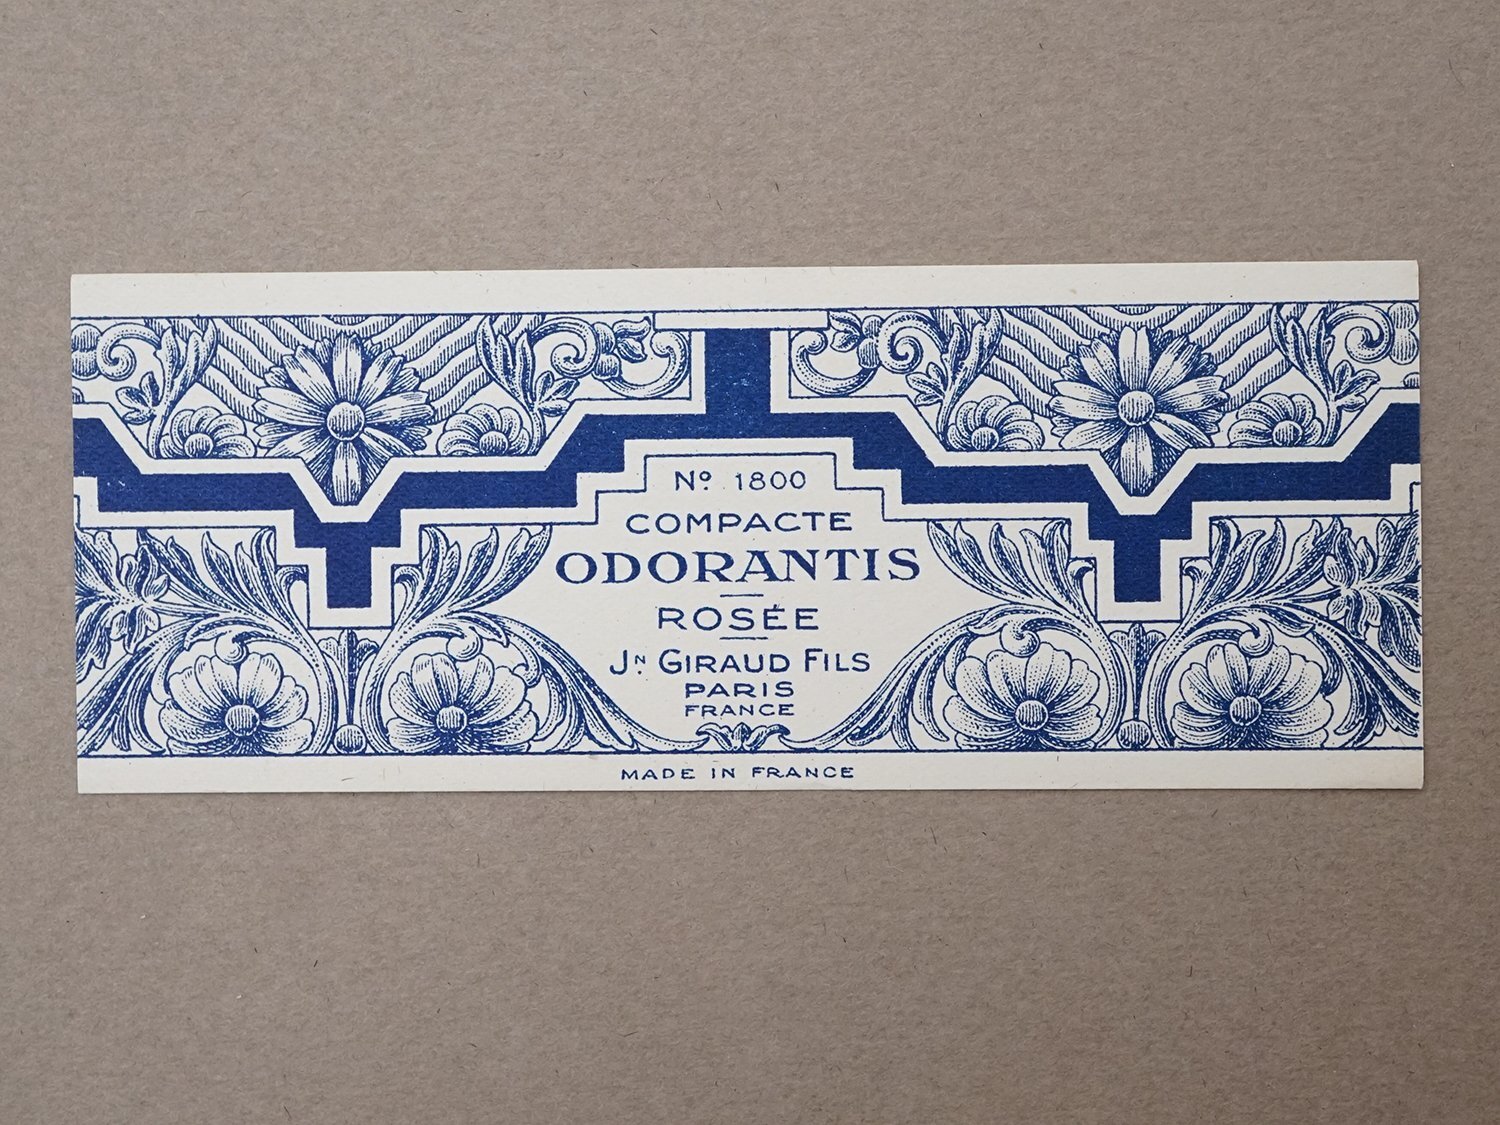 Nº 1800
COMPACTE
ODORANTIS
ROSÉE
JN GIRAUD FILS
PARIS
FRANCE
MADE IN FRANCE